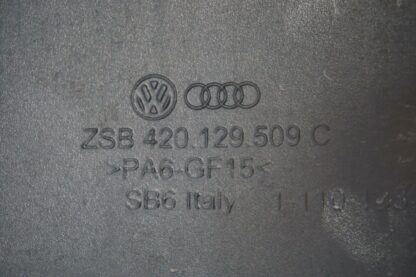 ZSB 420.129.509 C
>PA6-GF15<
SB6 Italy